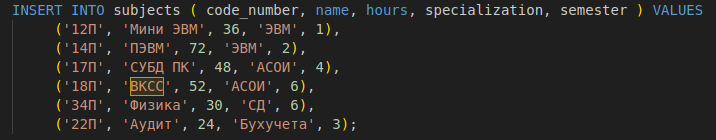 INSERT INTO subjects ( code_number, name, hours, specialization, semester ) VALUES
('12П', 'Мини ЭВМ', 36, 'ЭВМ', 1),
('14П', 'ПЭВМ', 72, 'ЭВМ', 2),
('17П', 'СУБД ПК', 48, 'АСОИ', 4),
('18П', 'ВКСС', 52, 'АСОИ', 6),
('34П', 'Физика', 30, 'СД', 6),
('22П', 'Аудит', 24, 'Бухучета', 3);